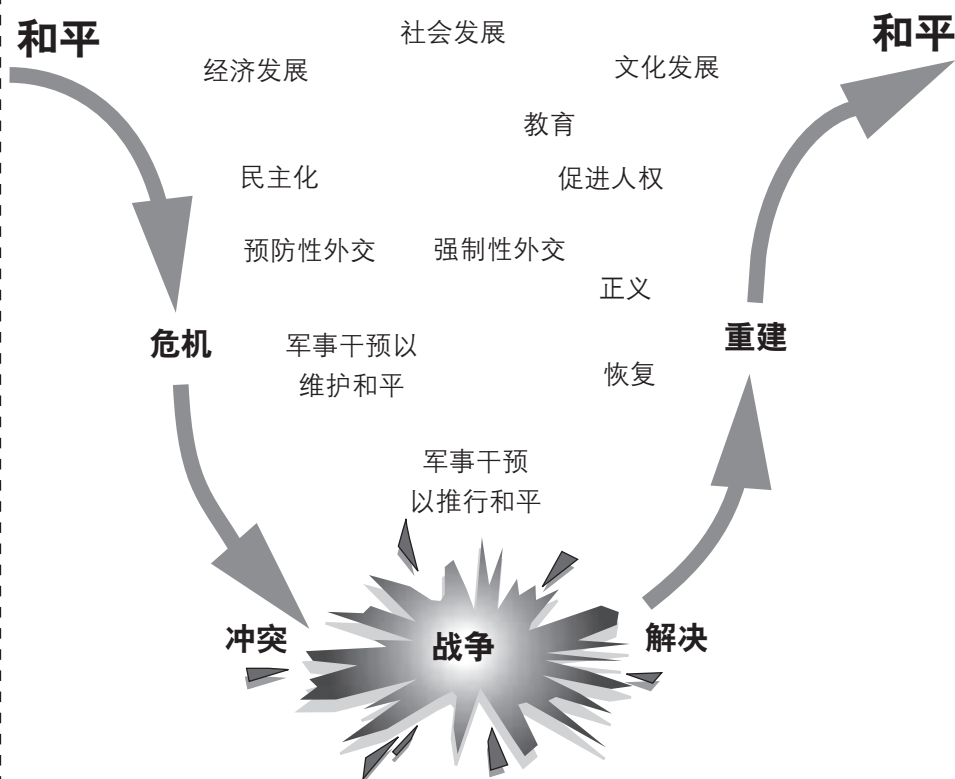 和平
社会发展
和平
经济发展
文化发展
教育
民主化
促进人权
预防性外交
强制性外交
正义
危机
军事干预以
维护和平
重建
恢复
军事干预
以推行和平
冲突
战争
解决